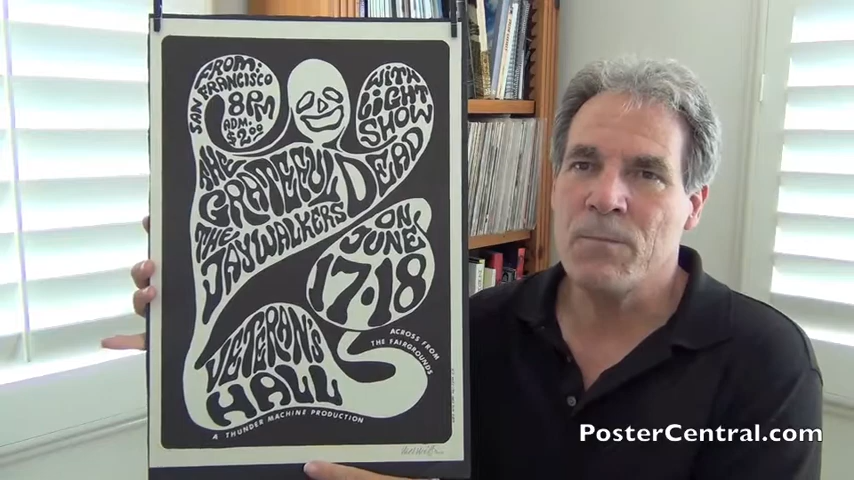 FROM:
SAN FRANCISCO
8PM
ADM.
$2.00
WITH
LIGHT
SHOW
THE
GRATEFUL DEAD
THE
JAYWALKERS
ON
JUNE
17·18
VETERAN'S
HALL
ACROSS FROM
THE FAIRGROUNDS
A THUNDER MACHINE PRODUCTION
PosterCentral.com